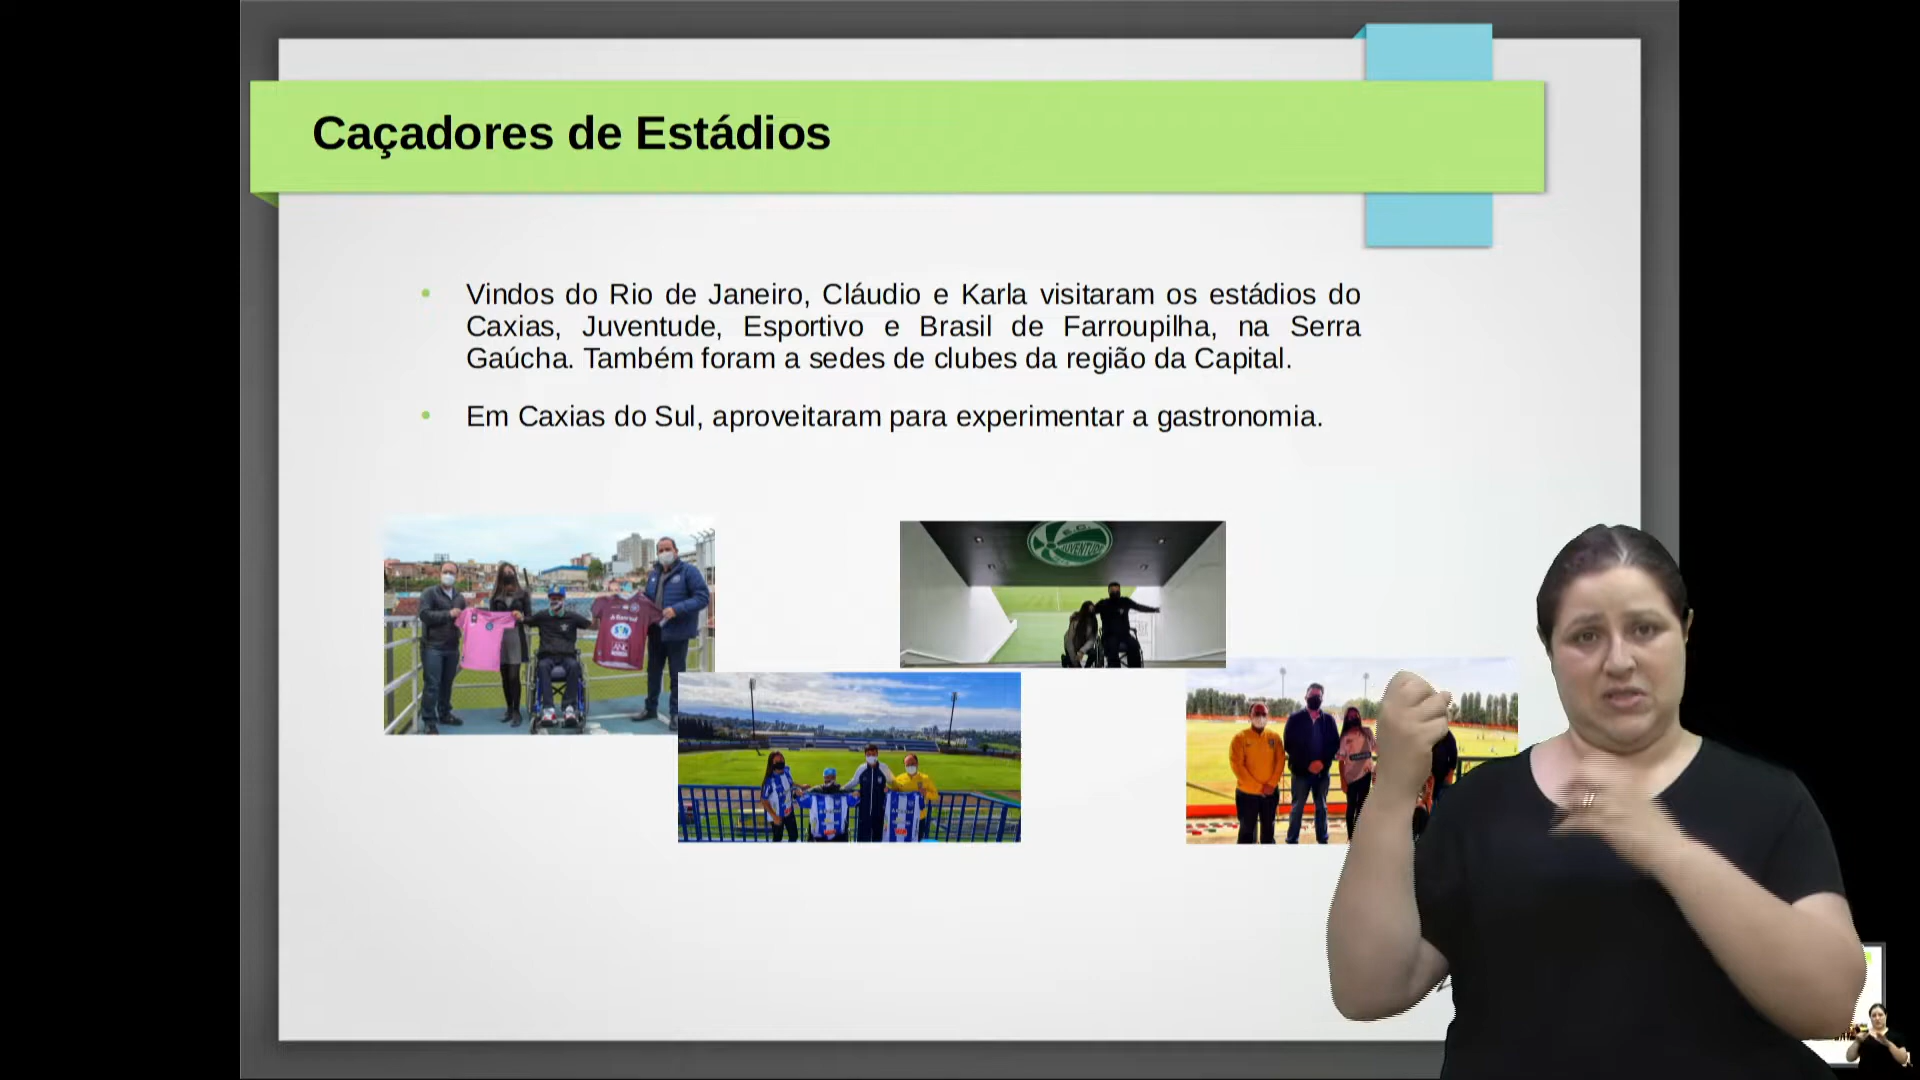 Caçadores de Estádios
Vindos do Rio de Janeiro, Cláudio e Karla visitaram os estádios do
Caxias, Juventude, Esportivo e Brasil de Farroupilha, na Serra
Gaúcha. Também foram a sedes de clubes da região da Capital.
Em Caxias do Sul, aproveitaram para experimentar a gastronomia.
JUVENTUDE